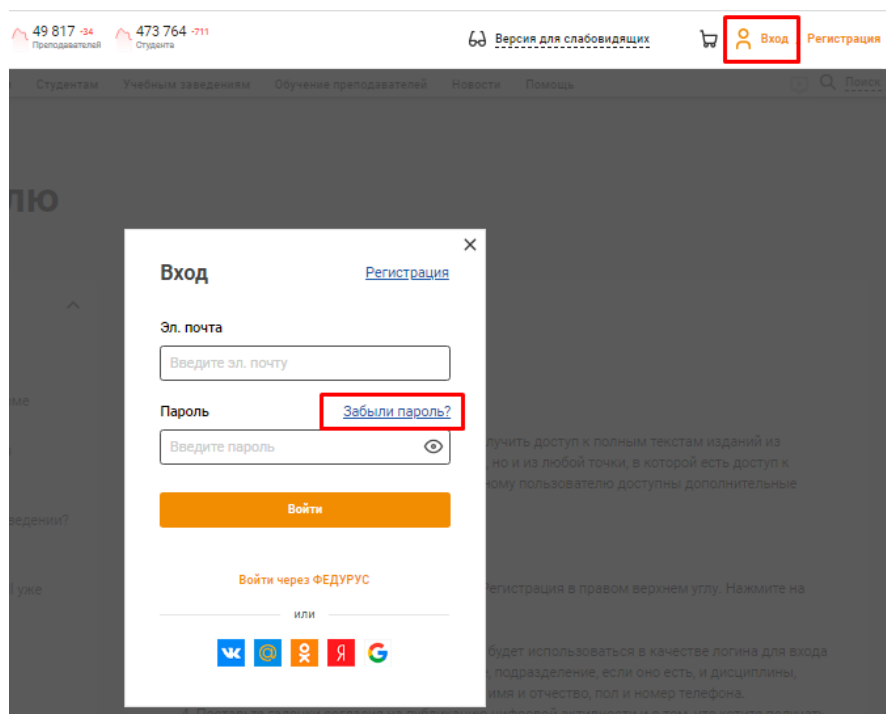 49 817 -34
Преподавателей
473 764 -711
Студента
Версия для слабовидящих
Вход
Регистрация
Студентам Учебным заведениям Обучение преподавателей Новости Помощь
Поиск
лю
Вход
Регистрация
Эл. почта
Введите эл. почту
Пароль
Забыли пароль?
Введите пароль
Войти
Войти через ФЕДУРУС
или
ме
лучить доступ к полным текстам изданий из
, но и из любой точки, в которой есть доступ к
ному пользователю доступны дополнительные
ведении?
уже
Регистрация в правом верхнем углу. Нажмите на
будет использоваться в качестве логина для входа
, подразделение, если оно есть, и дисциплины,
имя и отчество, пол и номер телефона.